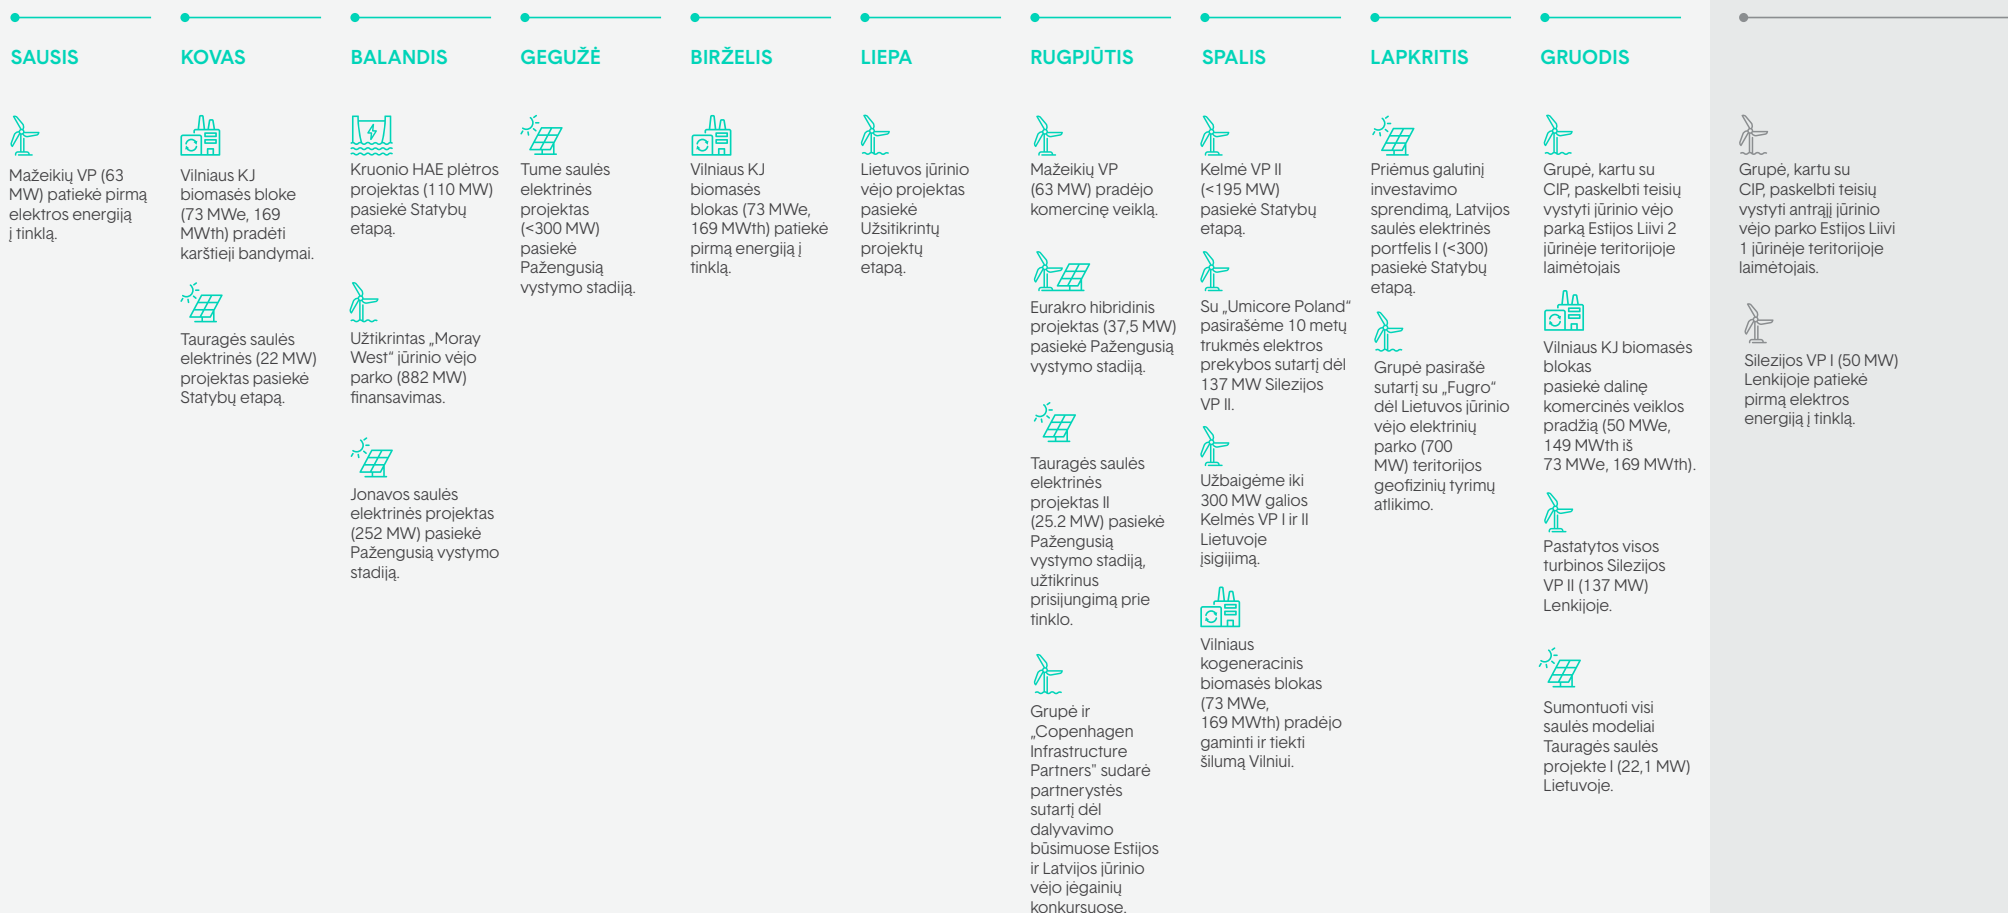 SAUSIS
Mažeikių VP (63
MW) patiekė pirmą
elektros energiją
į tinklą.
KOVAS
Vilniaus KJ
biomasės bloke
(73 MWe, 169
MWth) pradėti
karštieji bandymai.
Tauragės saulės
elektrinės (22 MW)
projektas pasiekė
Statybų etapą.
BALANDIS
Kruonio HAE plėtros
projektas (110 MW)
pasiekė Statybų
etapą.
Užtikrintas „Moray
West“ jūrinio vėjo
parko (882 MW)
finansavimas.
Jonavos saulės
elektrinės projektas
(252 MW) pasiekė
Pažengusią vystymo
stadiją.
GEGUŽĖ
Tume saulės
elektrinės
projektas
(<300 MW)
pasiekė
Pažengusią
vystymo stadiją.
BIRŽELIS
Vilniaus KJ
biomasės
blokas (73 MWe,
169 MWth) patiekė
pirmą energiją į
tinklą.
LIEPA
Lietuvos jūrinio
vėjo projektas
pasiekė
Užsitikrintų
projektų
etapą.
RUGPJŪTIS
Mažeikių VP
(63 MW) pradėjo
komercinę veiklą.
Eurakro hibridinis
projektas (37,5 MW)
pasiekė Pažengusią
vystymo stadiją.
Tauragės saulės
elektrinės
projektas II
(25.2 MW) pasiekė
Pažengusią
vystymo stadiją,
užtikrinus
prisijungimą prie
tinklo.
Grupė ir
„Copenhagen
Infrastructure
Partners" sudarė
partnerystės
sutartį dėl
dalyvavimo
būsimuose Estijos
ir Latvijos jūrinio
vėjo jėgainių
konkursuose.
SPALIS
Kelmė VP II
(<195 MW)
pasiekė Statybų
etapą.
Su „Umicore Poland“
pasirašėme 10 metų
trukmės elektros
prekybos sutartį dėl
137 MW Silezijos
VP II.
Užbaigėme iki
300 MW galios
Kelmės VP I ir II
Lietuvoje
įsigijimą.
Vilniaus
kogeneracinis
biomasės blokas
(73 MWe,
169 MWth) pradėjo
gaminti ir tiekti
šilumą Vilniui.
LAPKRITIS
Priėmus galutinį
investavimo
sprendimą, Latvijos
saulės elektrinės
portfelis I (<300)
pasiekė Statybų
etapą.
Grupė pasirašė
sutartį su „Fugro“
dėl Lietuvos jūrinio
vėjo elektrinių
parko (700
MW) teritorijos
geofizinių tyrimų
atlikimo.
GRUODIS
Grupė, kartu su
CIP, paskelbti teisių
vystyti jūrinio vėjo
parką Estijos Liivi 2
jūrinėje teritorijoje
laimėtojais
Vilniaus KJ biomasės
blokas
pasiekė dalinę
komercinės veiklos
pradžią (50 MWe,
149 MWth iš
73 MWe, 169 MWth).
Pastatytos visos
turbinos Silezijos
VP II (137 MW)
Lenkijoje.
Sumontuoti visi
saulės modeliai
Tauragės saulės
projekte I (22,1 MW)
Lietuvoje.
Grupė, kartu su
CIP, paskelbti teisių
vystyti antrąjį jūrinio
vėjo parko Estijos Liivi
1 jūrinėje teritorijoje
laimėtojais.
Silezijos VP I (50 MW)
Lenkijoje patiekė
pirmą elektros
energiją į tinklą.